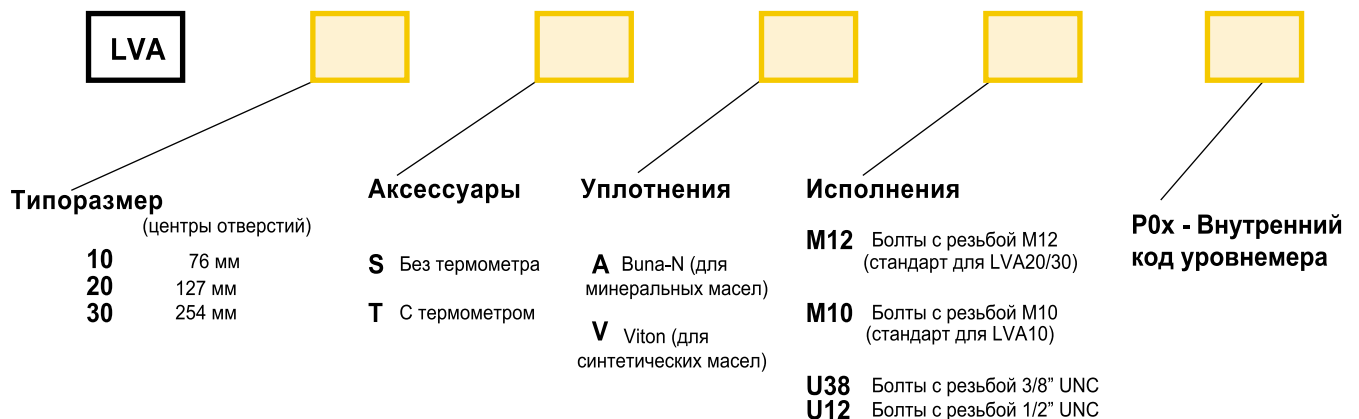 LVA
Типоразмер
(центры отверстий)
10 76 мм
20 127 мм
30 254 мм
Аксессуары
S Без термометра
T С термометром
Уплотнения
A Buna-N (для
минеральных масел)
V Viton (для
синтетических масел)
Исполнения
M12 Болты с резьбой М12
(стандарт для LVA20/30)
M10 Болты с резьбой М10
(стандарт для LVA10)
U38 Болты с резьбой 3/8” UNC
U12 Болты с резьбой 1/2” UNC
P0x - Внутренний
код уровнемера